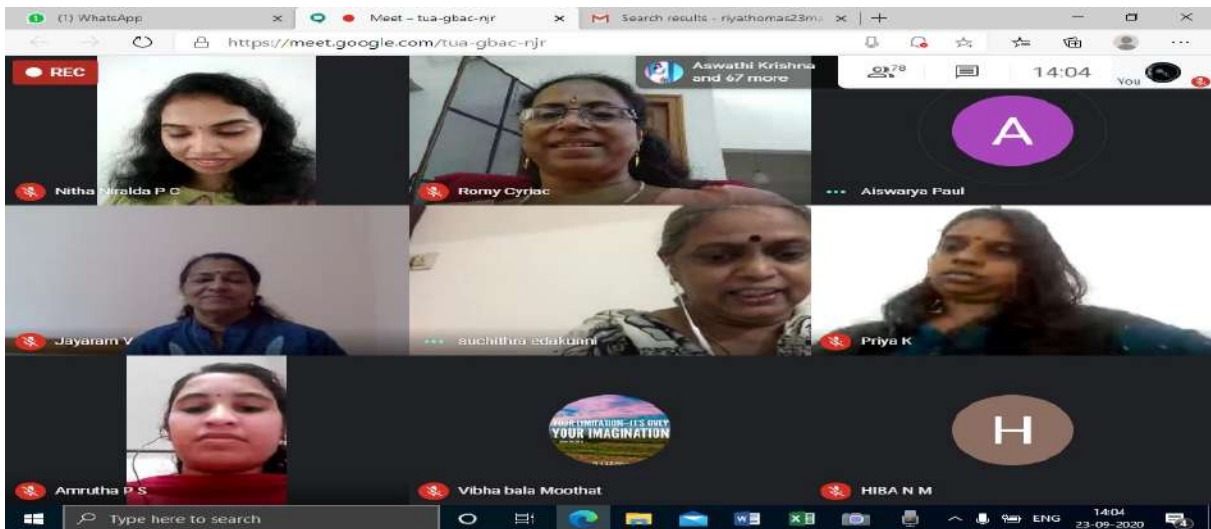 (1) WhatsApp
Meet – tua-gbac-njr
Search results - riyathomas23m
https://meet.google.com/tua-gbac-njr
REC
Aswathi Krishna
and 67 more
78
14:04
You
Nitha Niralda P C
Romy Cyriac
A
Aiswarya Paul
Jayaram V
suchithra edakunni
Priya K
Amrutha P S
YOUR LIMITATION—IT'S ONLY
YOUR IMAGINATION
Vibha bala Moothat
H
HIBA N M
Type here to search
ENG
14:04
23-09-2020